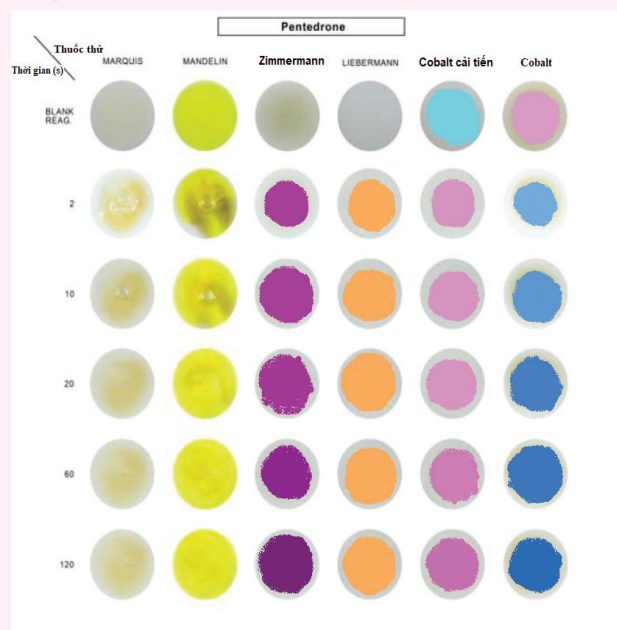 Pentedrone
Thuốc thử
Thời gian (s)
MARQUIS
MANDELIN
Zimmermann
LIEBERMANN
Cobalt cải tiến
Cobalt
BLANK
REAG.
2
10
20
60
120